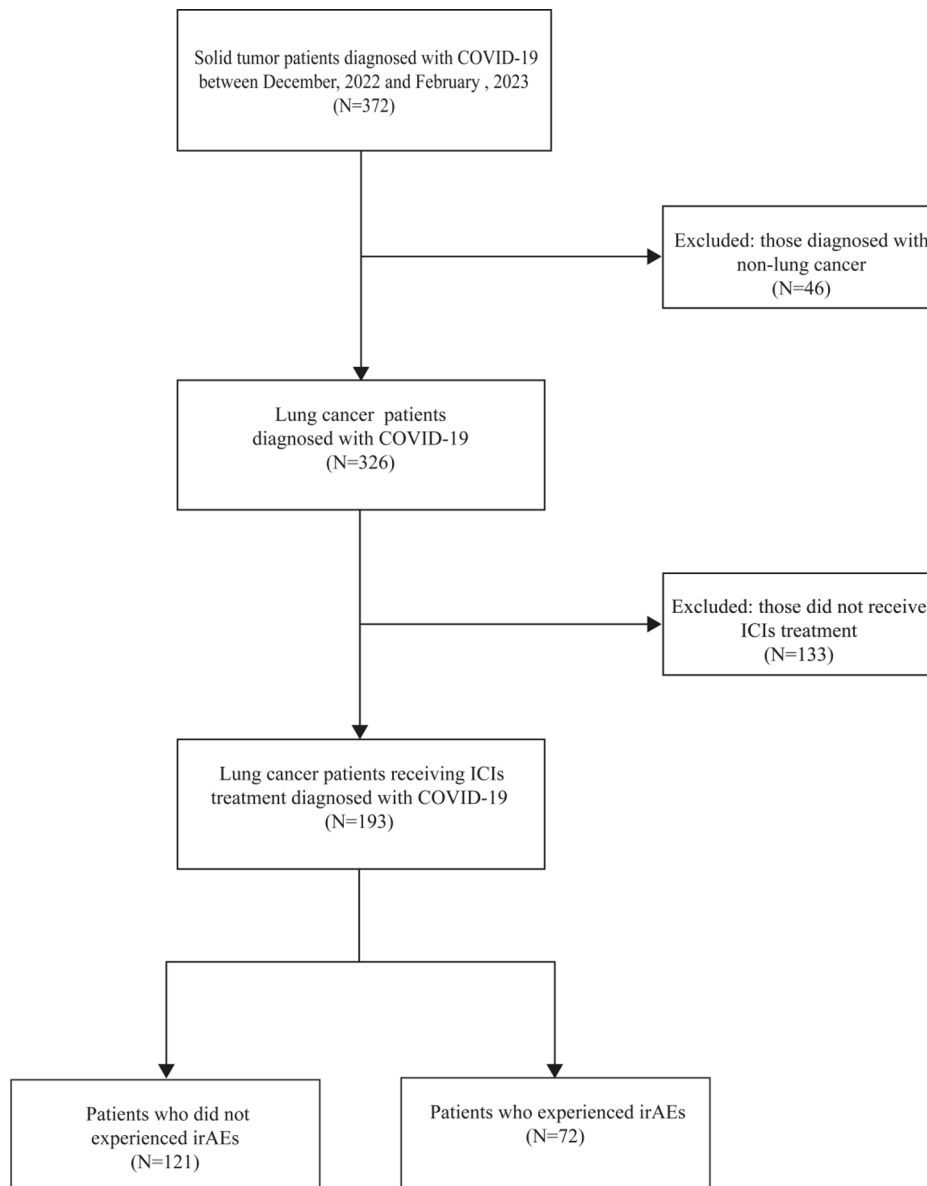 Solid tumor patients diagnosed with COVID-19
between December, 2022 and February , 2023
(N=372)
Excluded: those diagnosed with
non-lung cancer
(N=46)
Lung cancer patients
diagnosed with COVID-19
(N=326)
Excluded: those did not receive
ICIs treatment
(N=133)
Lung cancer patients receiving ICIs
treatment diagnosed with COVID-19
(N=193)
Patients who did not
experienced irAEs
(N=121)
Patients who experienced irAEs
(N=72)